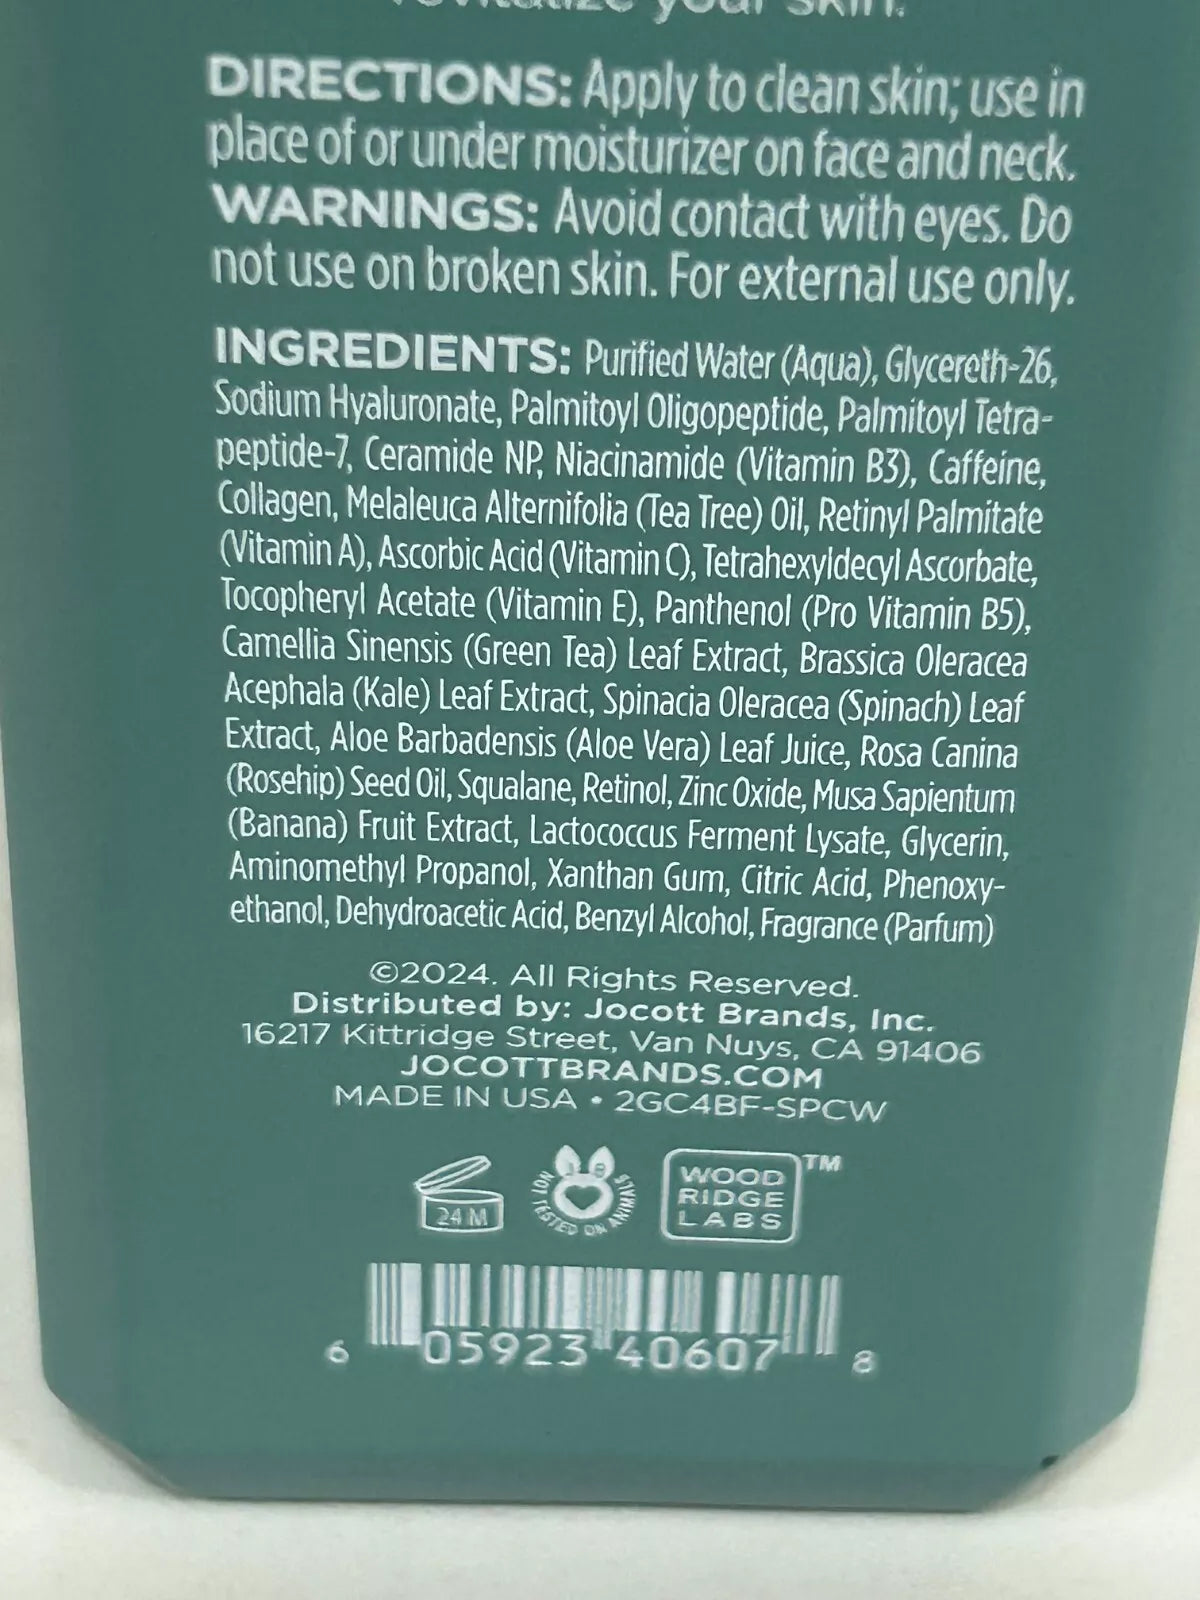 revitalize your skin.
DIRECTIONS: Apply to clean skin; use in
place of or under moisturizer on face and neck.
WARNINGS: Avoid contact with eyes. Do
not use on broken skin. For external use only.
INGREDIENTS: Purified Water (Aqua), Glycereth-26,
Sodium Hyaluronate, Palmitoyl Oligopeptide, Palmitoyl Tetra-
peptide-7, Ceramide NP, Niacinamide (Vitamin B3), Caffeine,
Collagen, Melaleuca Alternifolia (Tea Tree) Oil, Retinyl Palmitate
(Vitamin A), Ascorbic Acid (Vitamin C), Tetrahexyldecyl Ascorbate,
Tocopheryl Acetate (Vitamin E), Panthenol (Pro Vitamin B5),
Camellia Sinensis (Green Tea) Leaf Extract, Brassica Oleracea
Acephala (Kale) Leaf Extract, Spinacia Oleracea (Spinach) Leaf
Extract, Aloe Barbadensis (Aloe Vera) Leaf Juice, Rosa Canina
(Rosehip) Seed Oil, Squalane, Retinol, Zinc Oxide, Musa Sapientum
(Banana) Fruit Extract, Lactococcus Ferment Lysate, Glycerin,
Aminomethyl Propanol, Xanthan Gum, Citric Acid, Phenoxy-
ethanol, Dehydroacetic Acid, Benzyl Alcohol, Fragrance (Parfum)
©2024. All Rights Reserved.
Distributed by: Jocott Brands, Inc.
16217 Kittridge Street, Van Nuys, CA 91406
JOCOTTBRANDS.COM
MADE IN USA • 2GC4BF-SPCW
24 M
J B
NOT TESTED ON ANIMALS
WOOD
RIDGE
LABS
TM
6 05923 40607 8